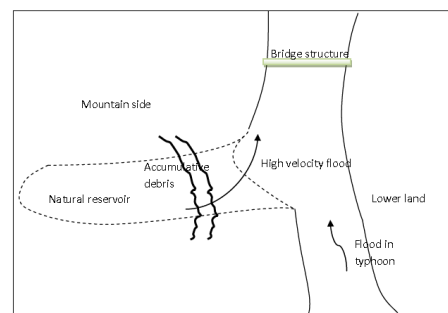 Bridge structure
Mountain side
Accumulative
debris
High velocity flood
Natural reservoir
Lower land
Flood in
typhoon